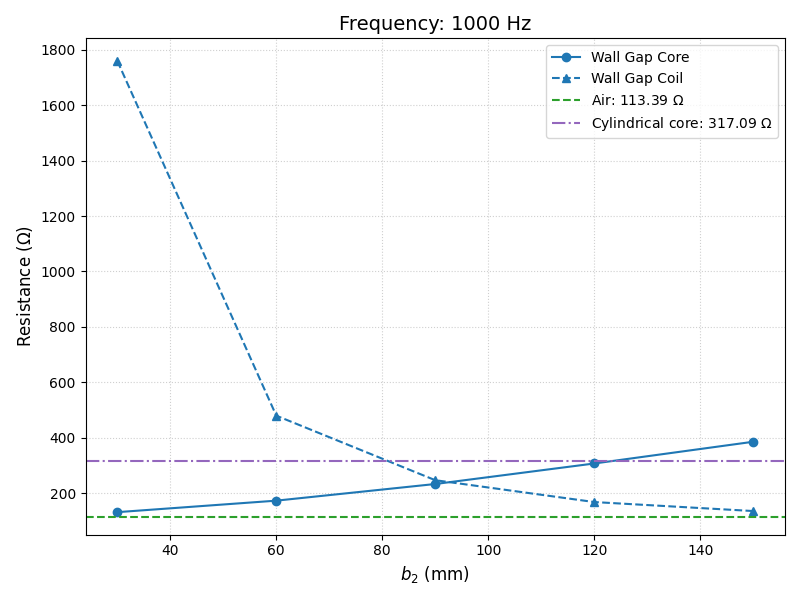 Frequency: 1000 Hz
Wall Gap Core
Wall Gap Coil
Air: 113.39 Ω
Cylindrical core: 317.09 Ω
1800
1600
1400
1200
1000
800
600
400
200
Resistance (Ω)
40 60 80 100 120 140
b₂ (mm)